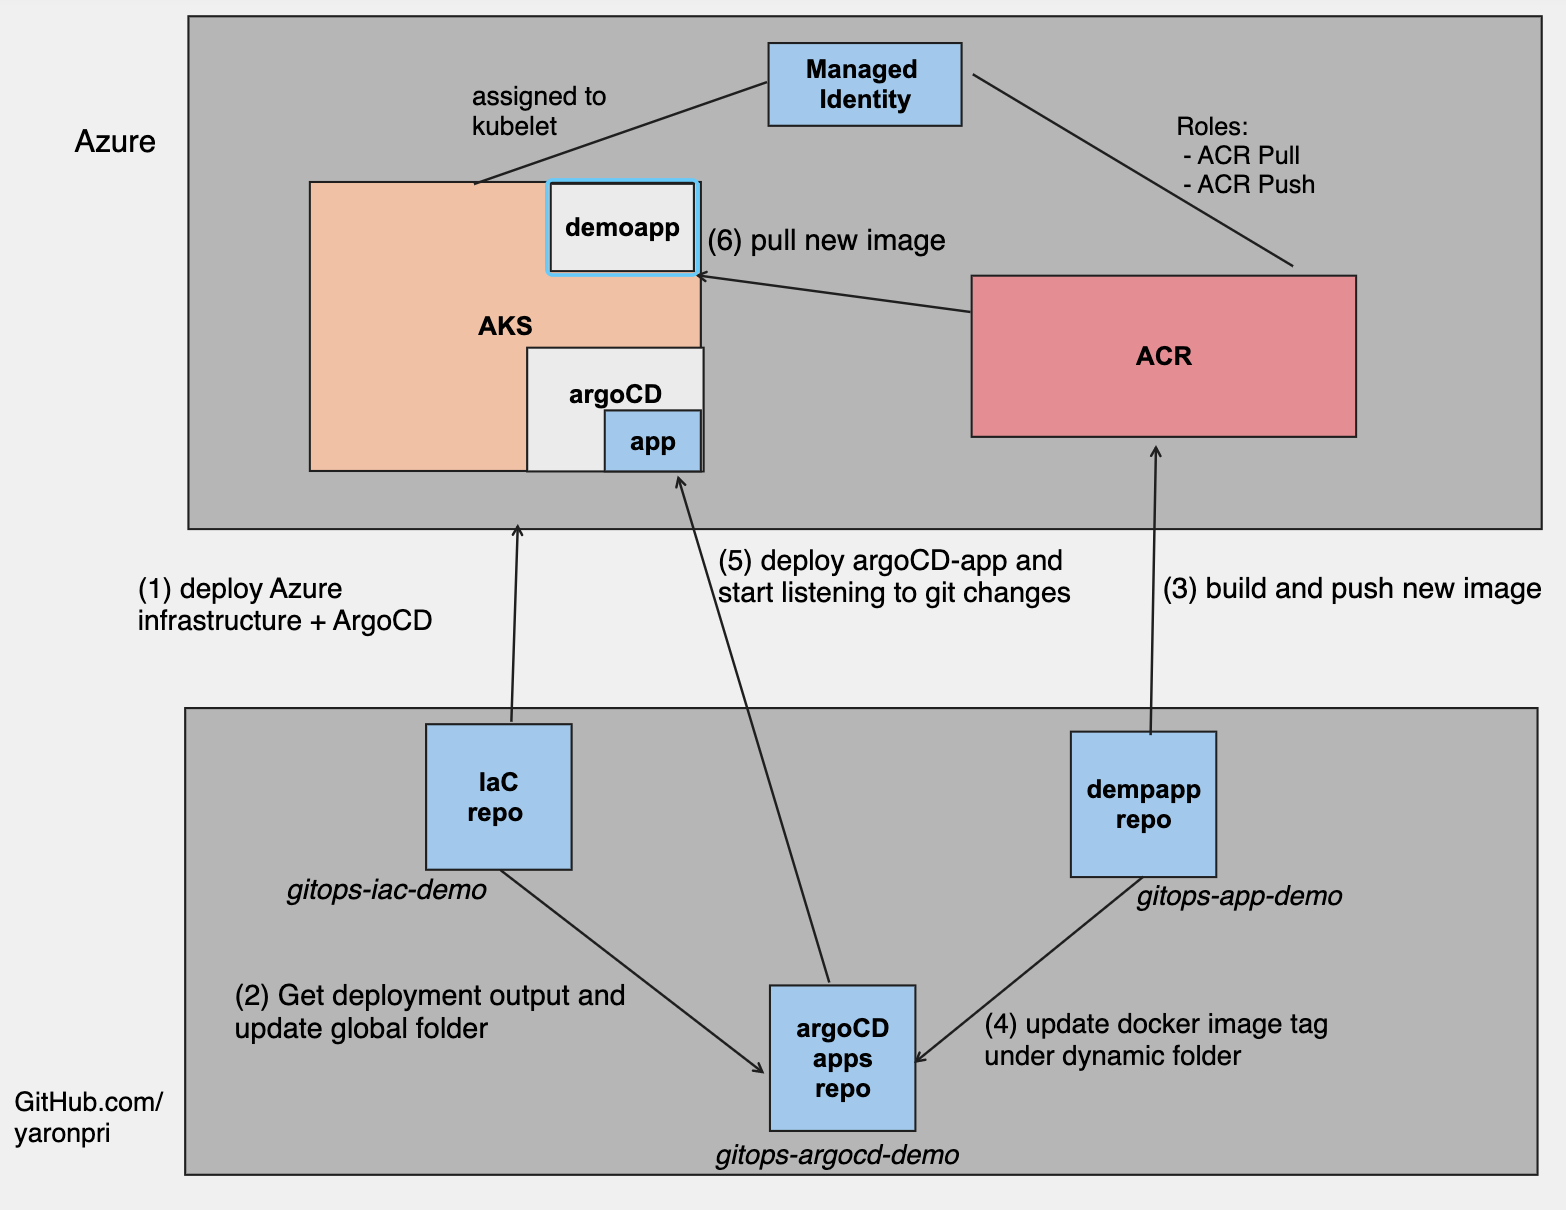 Managed
Identity
assigned to
kubelet
Roles:
- ACR Pull
- ACR Push
Azure
demoapp
(6) pull new image
AKS
ACR
argoCD
app
(1) deploy Azure
infrastructure + ArgoCD
(5) deploy argoCD-app and
start listening to git changes
(3) build and push new image
IaC
repo
gitops-iac-demo
dempapp
repo
gitops-app-demo
(2) Get deployment output and
update global folder
argoCD
apps
repo
(4) update docker image tag
under dynamic folder
GitHub.com/
yaronpri
gitops-argocd-demo